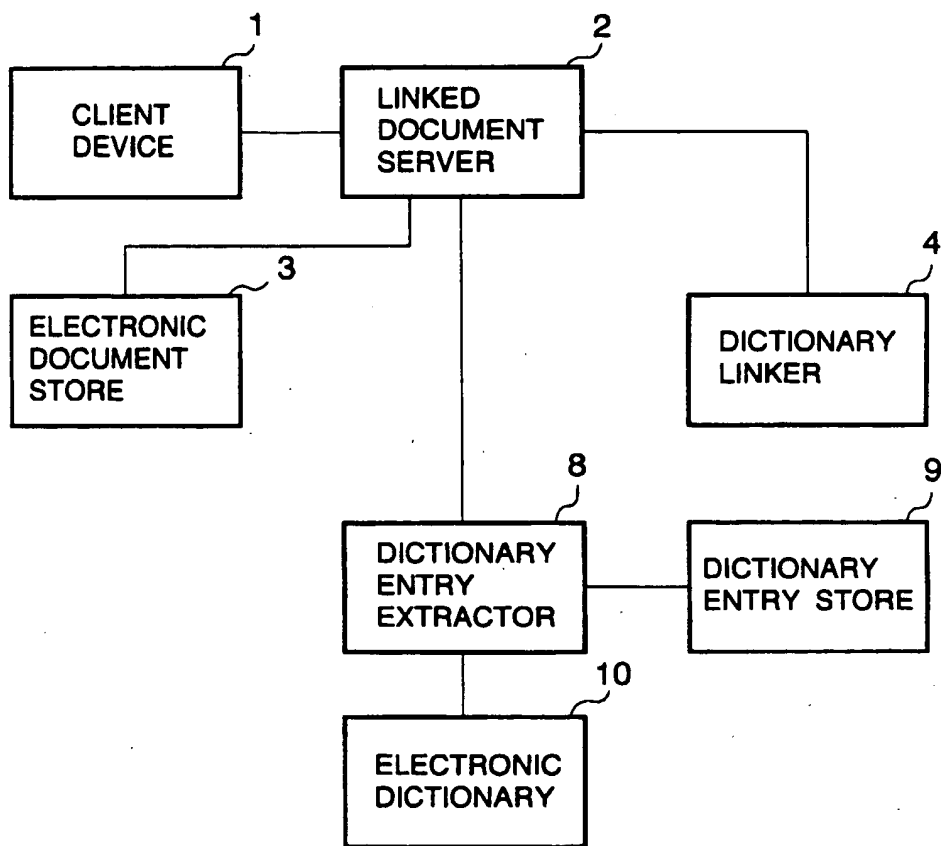 1
CLIENT
DEVICE
2
LINKED
DOCUMENT
SERVER
3
ELECTRONIC
DOCUMENT
STORE
4
DICTIONARY
LINKER
8
DICTIONARY
ENTRY
EXTRACTOR
9
DICTIONARY
ENTRY STORE
10
ELECTRONIC
DICTIONARY